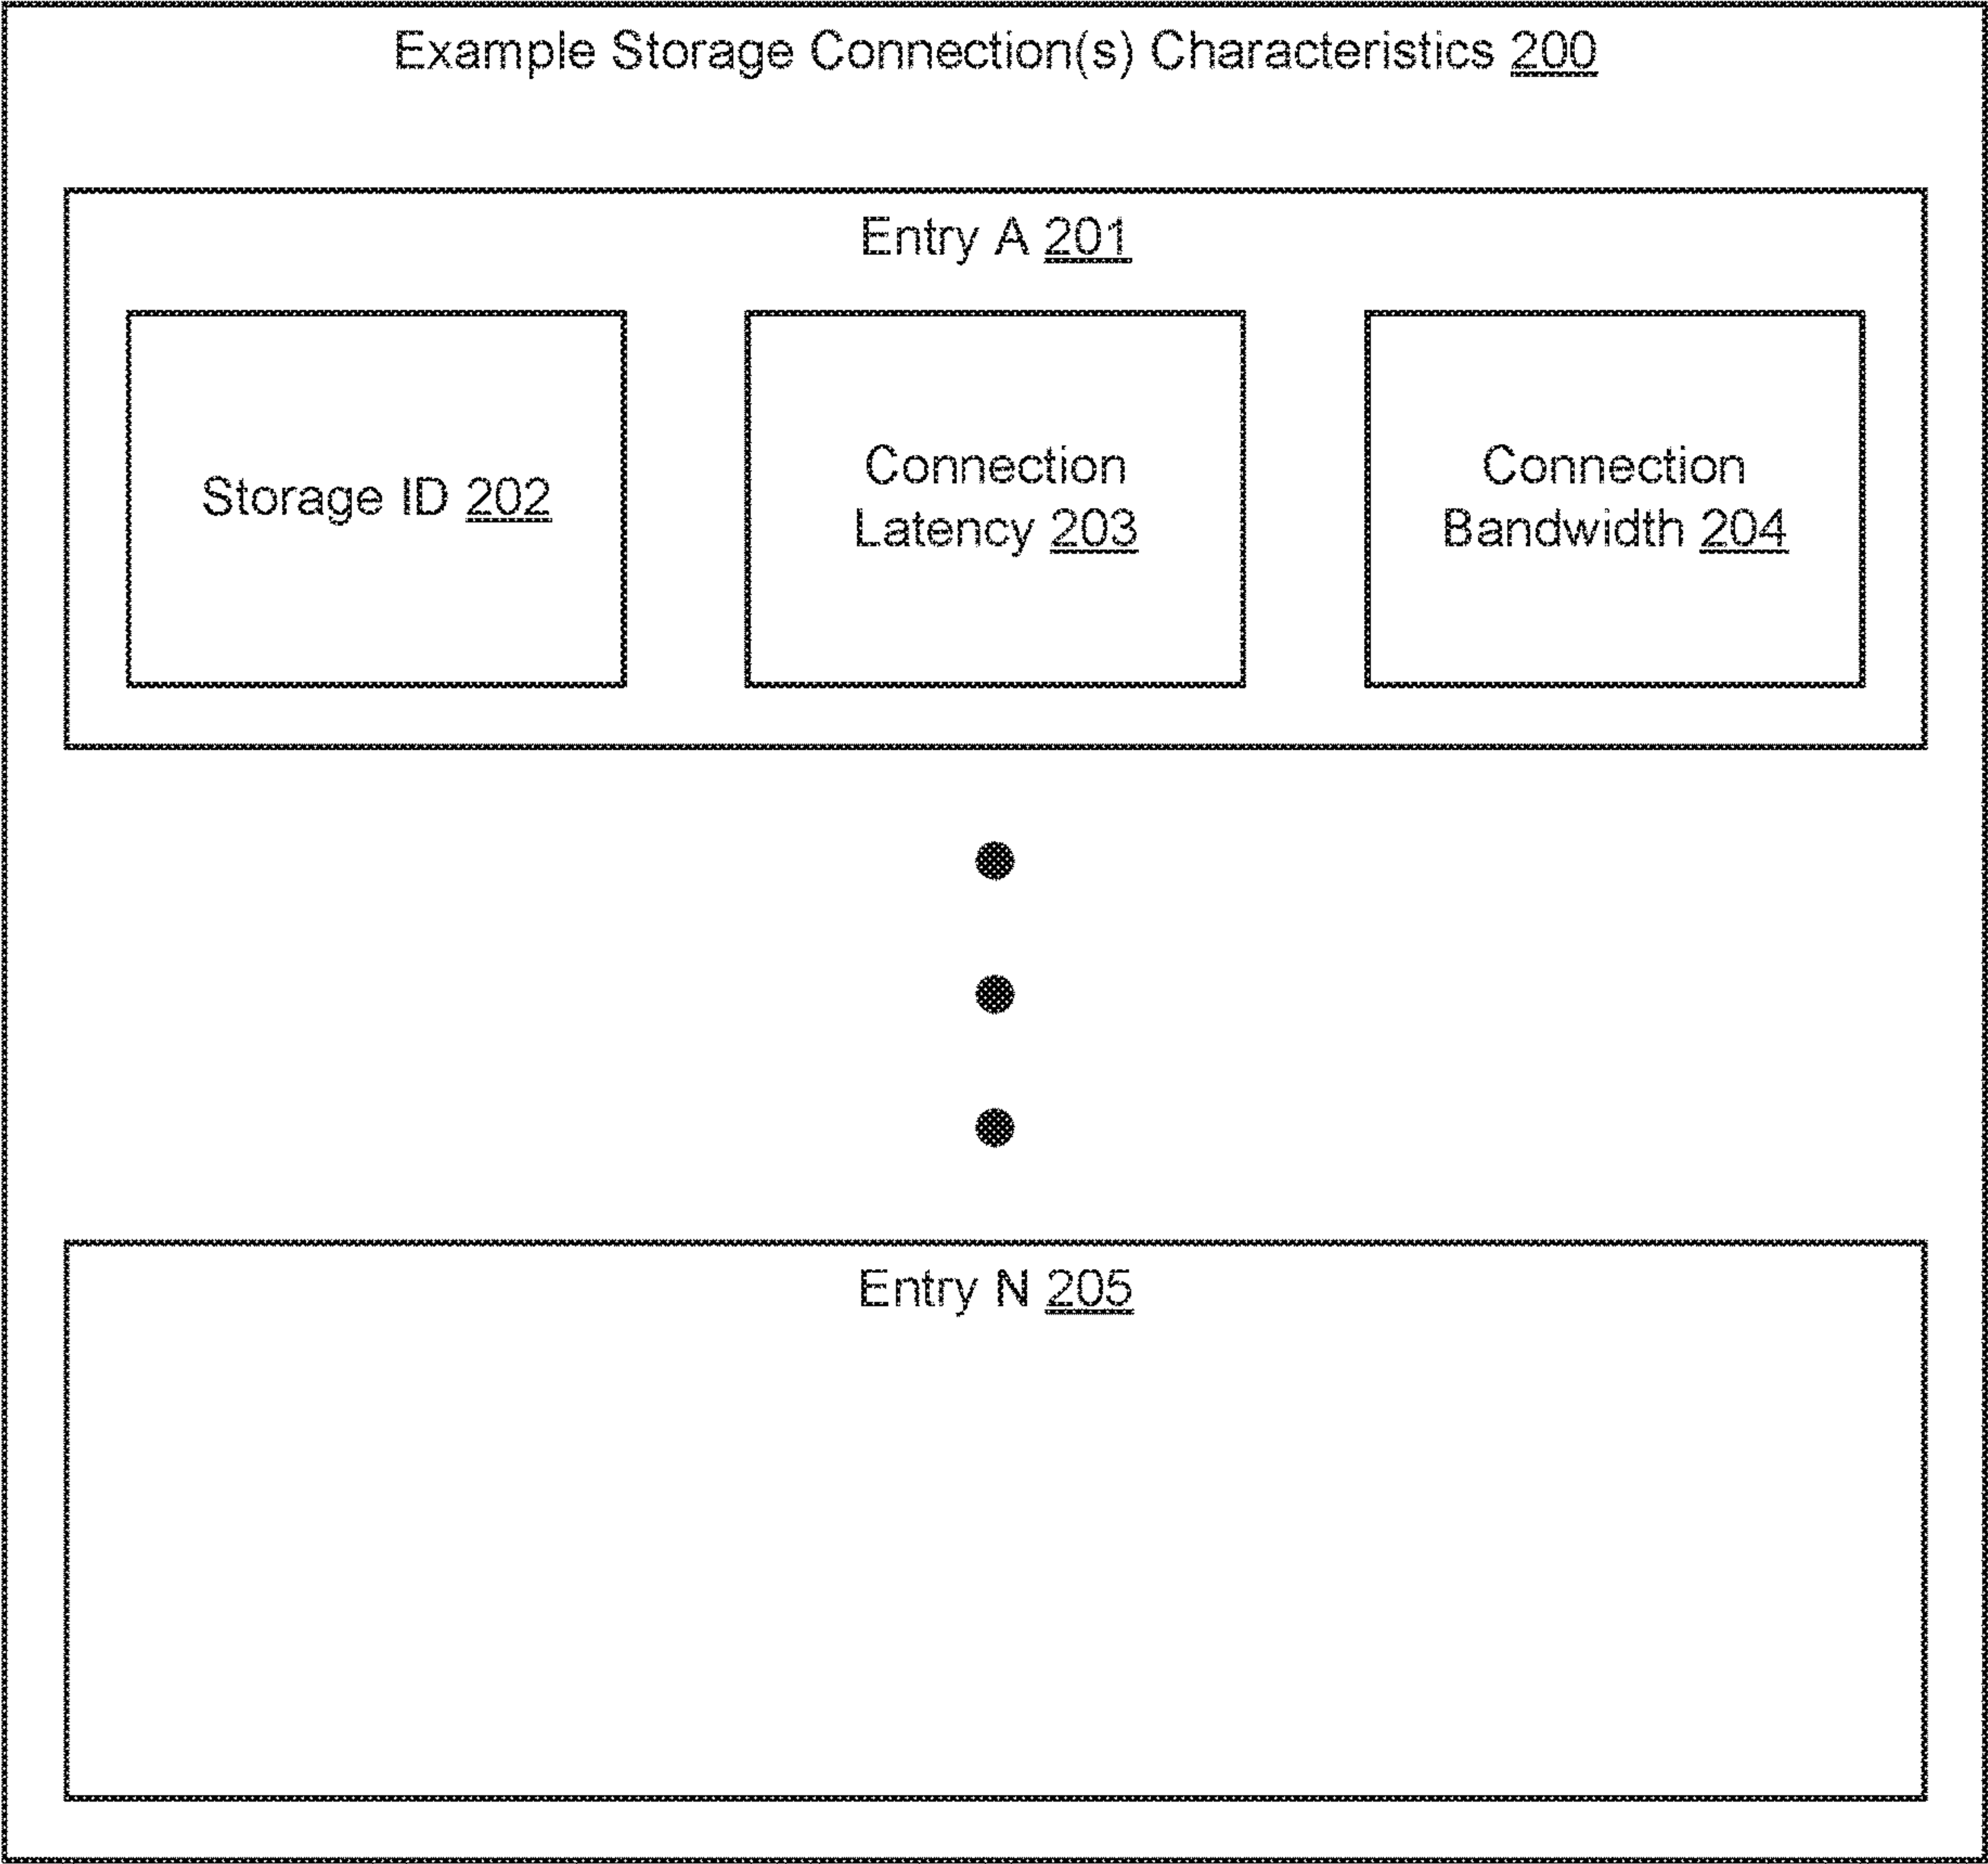 Example Storage Connection(s) Characteristics 200
Entry A 201
Storage ID 202
Connection
Latency 203
Connection
Bandwidth 204
Entry N 205